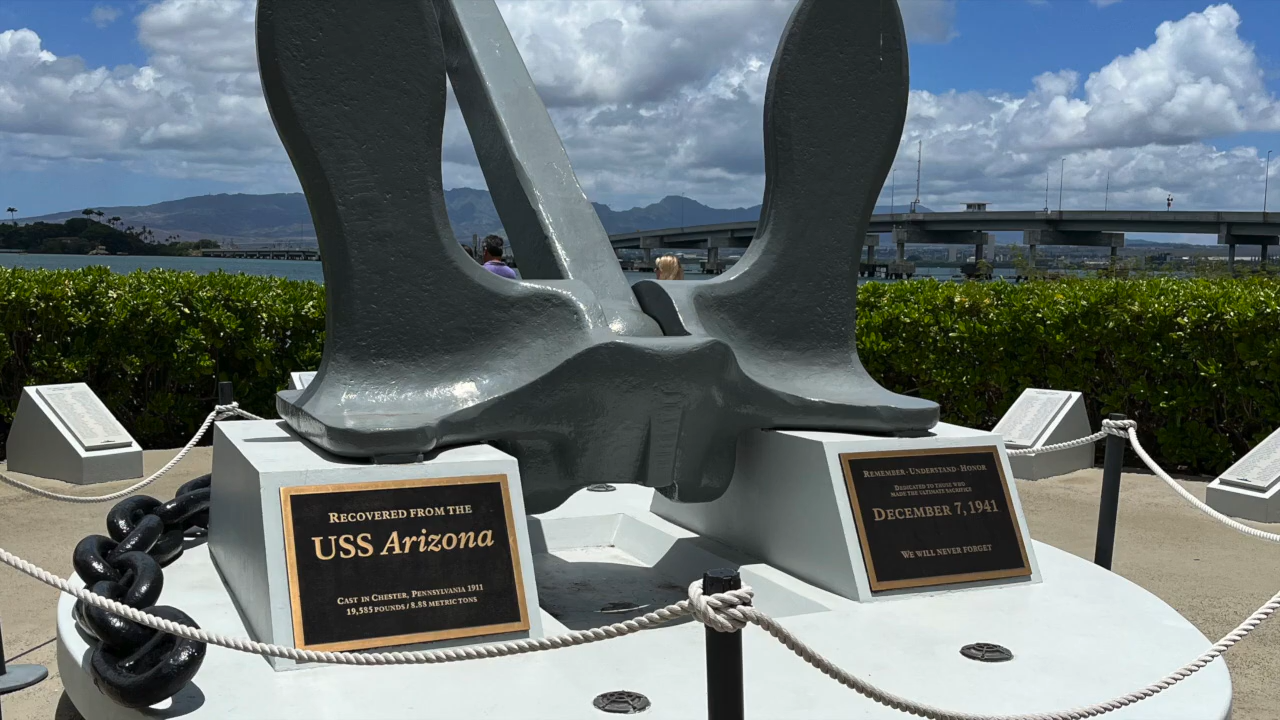 RECOVERED FROM THE
USS Arizona
CAST IN CHESTER, PENNSYLVANIA 1911
19,585 POUNDS / 8.88 METRIC TONS
REMEMBER · UNDERSTAND · HONOR
DEDICATED TO THOSE WHO
MADE THE ULTIMATE SACRIFICE
DECEMBER 7, 1941
WE WILL NEVER FORGET